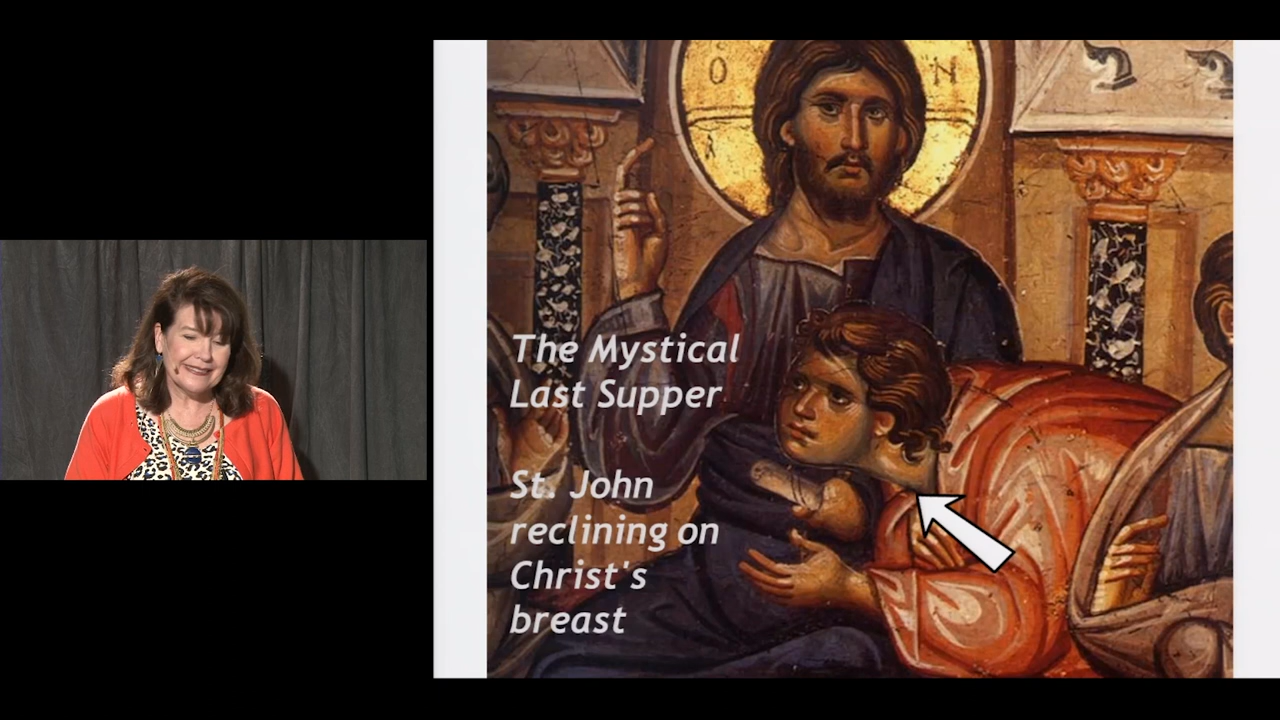 Ο Ν
The Mystical
Last Supper
St. John
reclining on
Christ's
breast